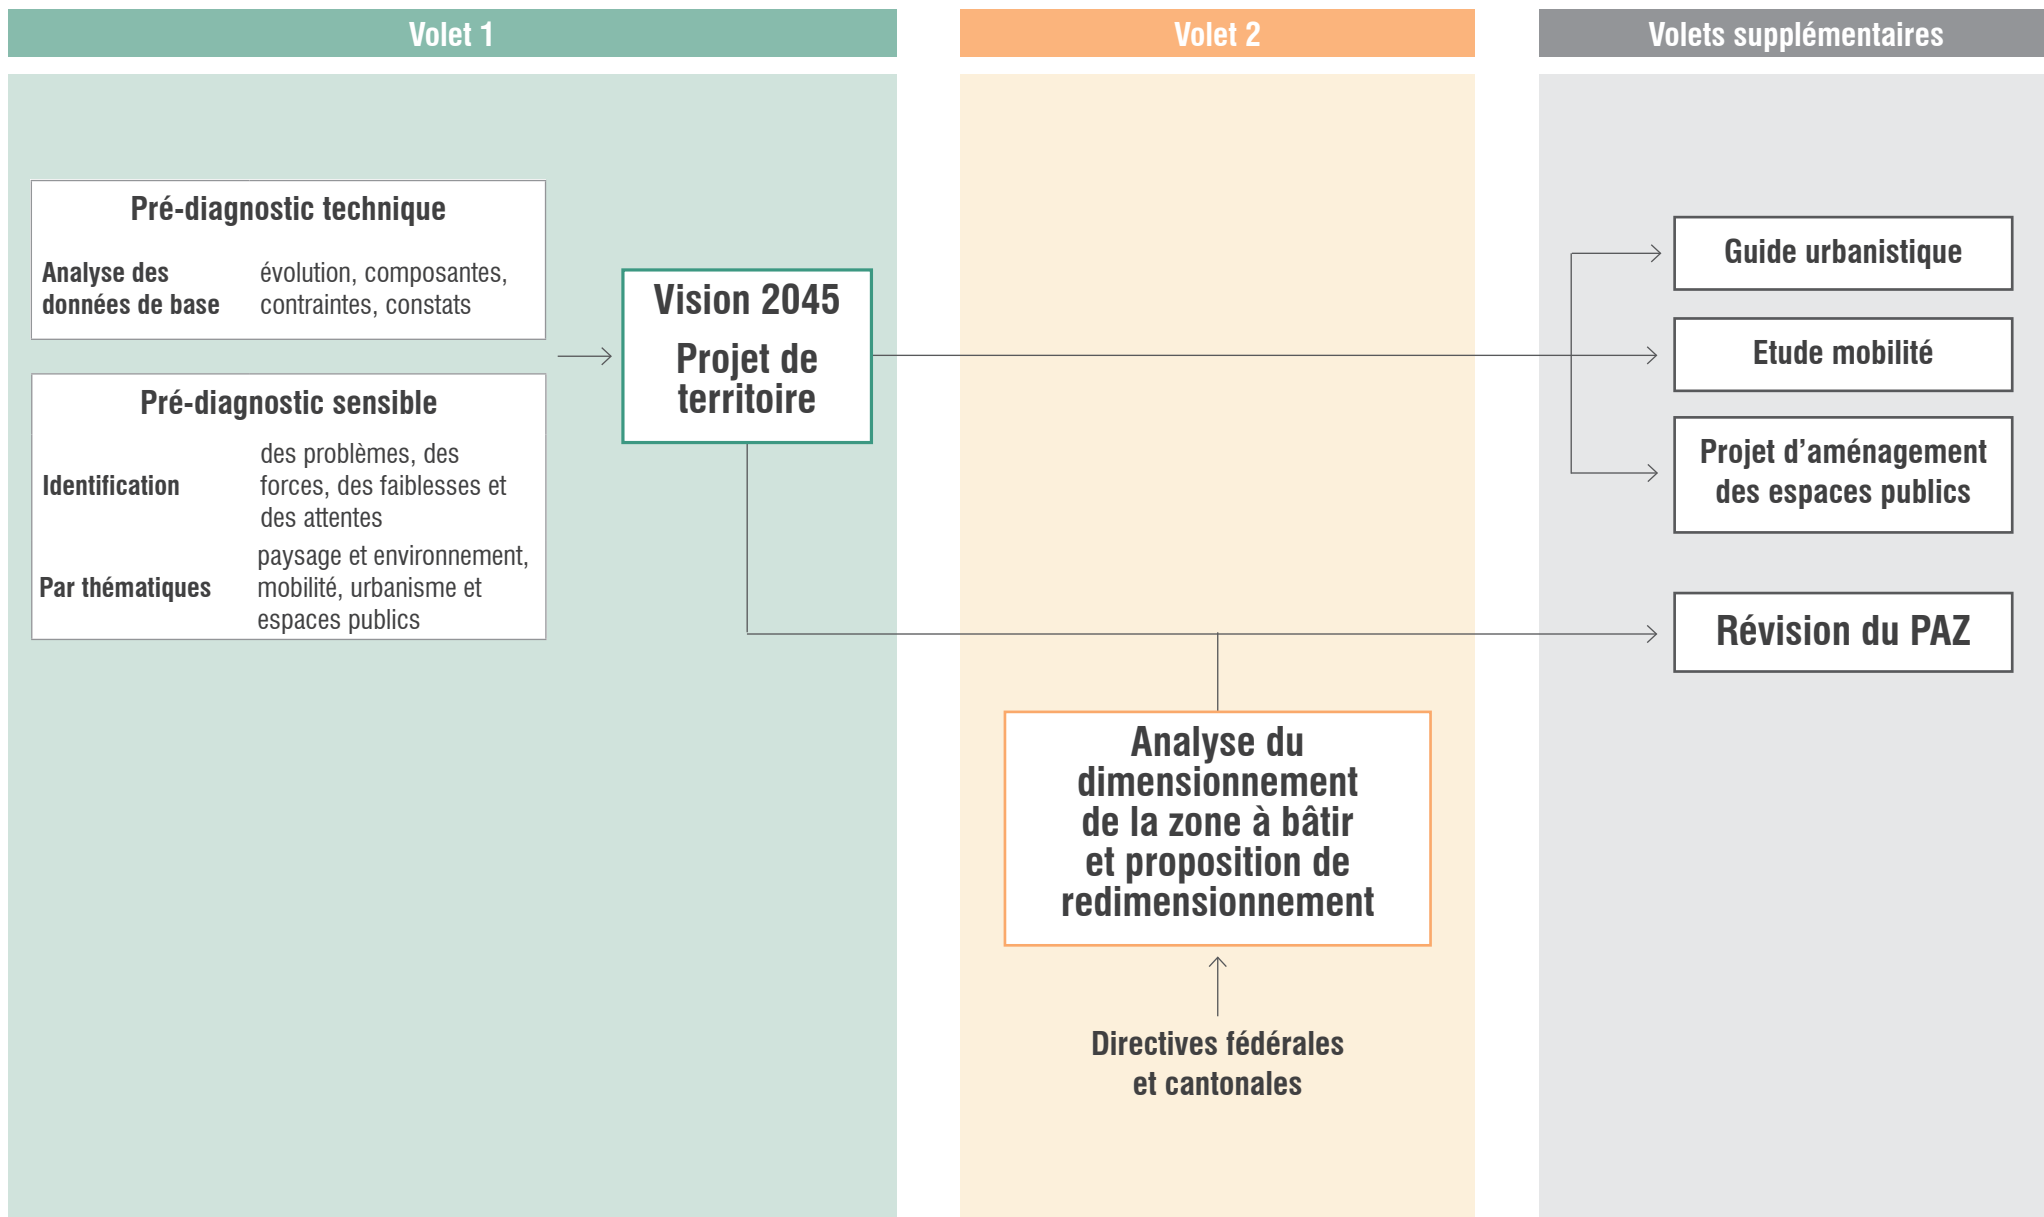 Volet 1
Volet 2
Volets supplémentaires
Pré-diagnostic technique
Analyse des
données de base
évolution, composantes,
contraintes, constats
Pré-diagnostic sensible
Identification
des problèmes, des
forces, des faiblesses et
des attentes
Par thématiques
paysage et environnement,
mobilité, urbanisme et
espaces publics
Vision 2045
Projet de
territoire
Analyse du
dimensionnement
de la zone à bâtir
et proposition de
redimensionnement
Directives fédérales
et cantonales
Guide urbanistique
Etude mobilité
Projet d’aménagement
des espaces publics
Révision du PAZ